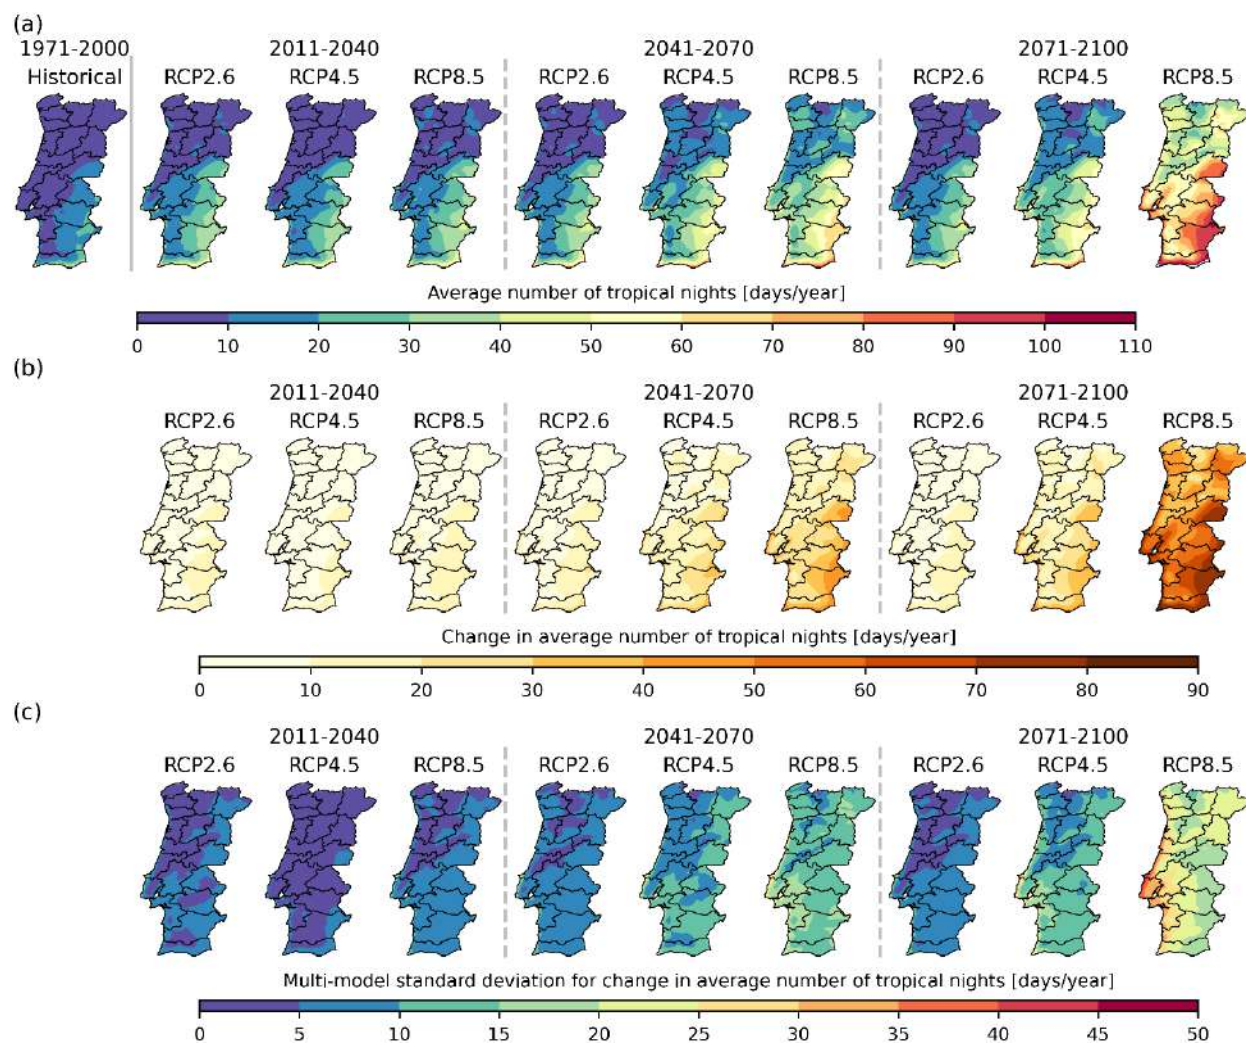 (a)
1971-2000 2011-2040 2041-2070 2071-2100
Historical RCP2.6 RCP4.5 RCP8.5 RCP2.6 RCP4.5 RCP8.5 RCP2.6 RCP4.5 RCP8.5
Average number of tropical nights [days/year]
0 10 20 30 40 50 60 70 80 90 100 110
(b)
2011-2040 2041-2070 2071-2100
RCP2.6 RCP4.5 RCP8.5 RCP2.6 RCP4.5 RCP8.5 RCP2.6 RCP4.5 RCP8.5
Change in average number of tropical nights [days/year]
0 10 20 30 40 50 60 70 80 90
(c)
2011-2040 2041-2070 2071-2100
RCP2.6 RCP4.5 RCP8.5 RCP2.6 RCP4.5 RCP8.5 RCP2.6 RCP4.5 RCP8.5
Multi-model standard deviation for change in average number of tropical nights [days/year]
0 5 10 15 20 25 30 35 40 45 50